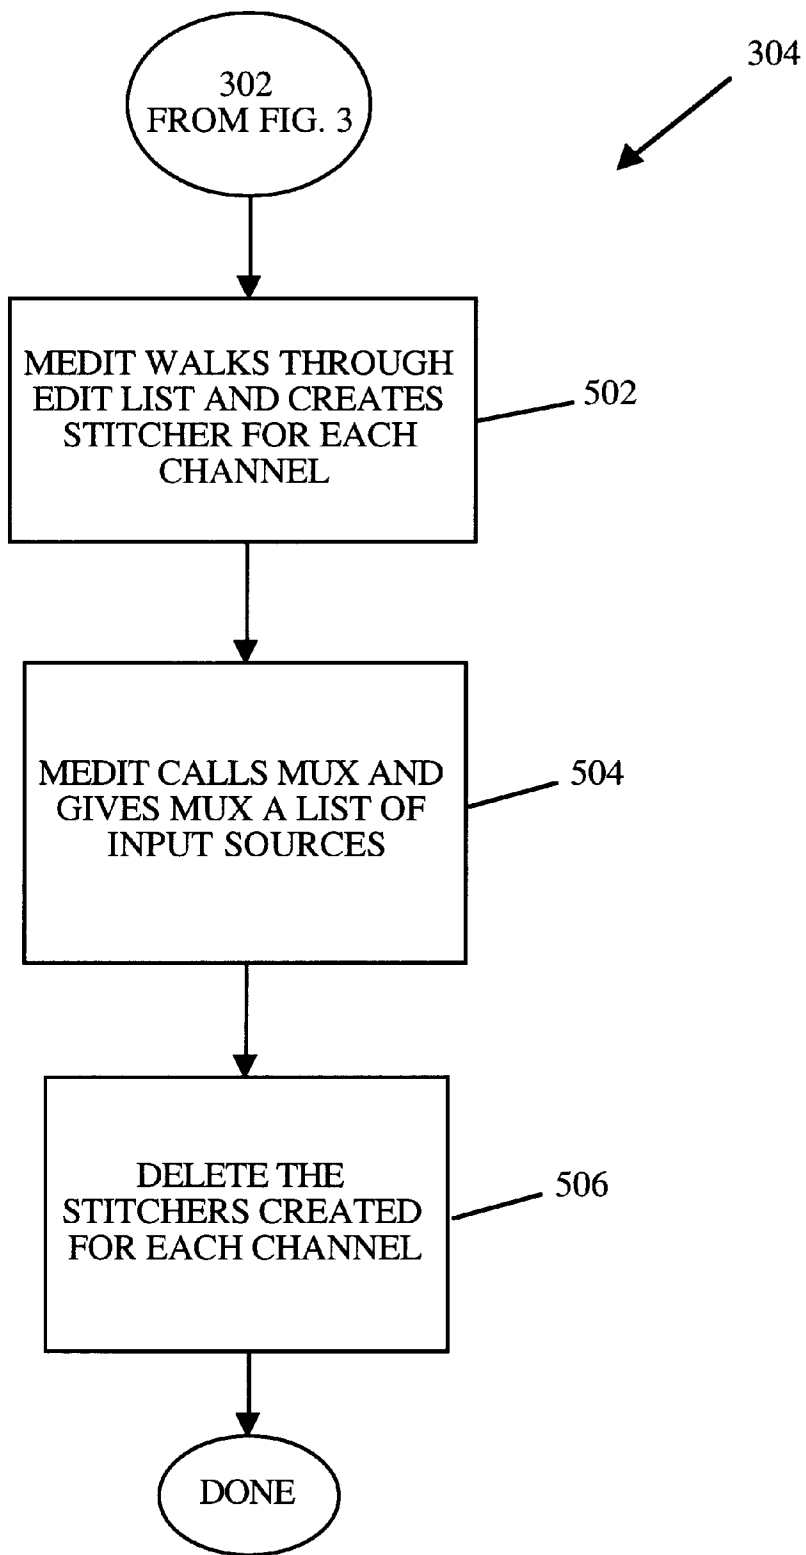 304
302
FROM FIG. 3
MEDIT WALKS THROUGH
EDIT LIST AND CREATES
STITCHER FOR EACH
CHANNEL
502
MEDIT CALLS MUX AND
GIVES MUX A LIST OF
INPUT SOURCES
504
DELETE THE
STITCHERS CREATED
FOR EACH CHANNEL
506
DONE